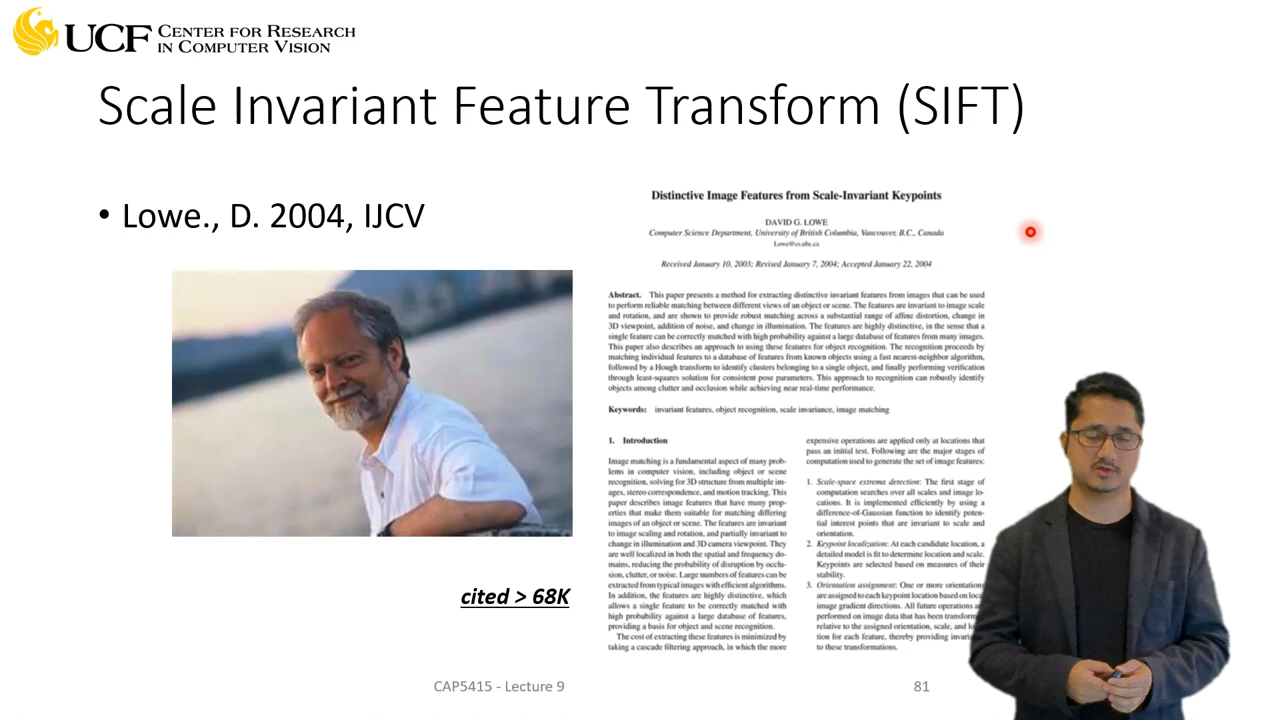 UCF CENTER FOR RESEARCH
IN COMPUTER VISION
Scale Invariant Feature Transform (SIFT)
• Lowe., D. 2004, IJCV
cited > 68K
Distinctive Image Features from Scale-Invariant Keypoints
DAVID G. LOWE
Computer Science Department, University of British Columbia, Vancouver, B.C., Canada
Lowe@cs.ubc.ca
Received January 10, 2003; Revised January 7, 2004; Accepted January 22, 2004
Abstract. This paper presents a method for extracting distinctive invariant features from images that can be used
to perform reliable matching between different views of an object or scene. The features are invariant to image scale
and rotation, and are shown to provide robust matching across a substantial range of affine distortion, change in
3D viewpoint, addition of noise, and change in illumination. The features are highly distinctive, in the sense that a
single feature can be correctly matched with high probability against a large database of features from many images.
This paper also describes an approach to using these features for object recognition. The recognition proceeds by
matching individual features to a database of features from known objects using a fast nearest-neighbor algorithm,
followed by a Hough transform to identify clusters belonging to a single object, and finally performing verification
through least-squares solution for consistent pose parameters. This approach to recognition can robustly identify
objects among clutter and occlusion while achieving near real-time performance.
Keywords: invariant features, object recognition, scale invariance, image matching
1. Introduction
Image matching is a fundamental aspect of many prob-
lems in computer vision, including object or scene
recognition, solving for 3D structure from multiple im-
ages, stereo correspondence, and motion tracking. This
paper describes image features that have many prop-
erties that make them suitable for matching differing
images of an object or scene. The features are invariant
to image scaling and rotation, and partially invariant to
change in illumination and 3D camera viewpoint. They
are well localized in both the spatial and frequency do-
mains, reducing the probability of disruption by occlu-
sion, clutter, or noise. Large numbers of features can be
extracted from typical images with efficient algorithms.
In addition, the features are highly distinctive, which
allows a single feature to be correctly matched with
high probability against a large database of features,
providing a basis for object and scene recognition.
The cost of extracting these features is minimized by
taking a cascade filtering approach, in which the more
expensive operations are applied only at locations that
pass an initial test. Following are the major stages of
computation used to generate the set of image features:
1. Scale-space extrema detection: The first stage of
computation searches over all scales and image lo-
cations. It is implemented efficiently by using a
difference-of-Gaussian function to identify poten-
tial interest points that are invariant to scale and
orientation.
2. Keypoint localization: At each candidate location, a
detailed model is fit to determine location and scale.
Keypoints are selected based on measures of their
stability.
3. Orientation assignment: One or more orientations
are assigned to each keypoint location based on loca
image gradient directions. All future operations a
performed on image data that has been transform
relative to the assigned orientation, scale, and lo
tion for each feature, thereby providing invaria
to these transformations.
CAP5415 - Lecture 9
81